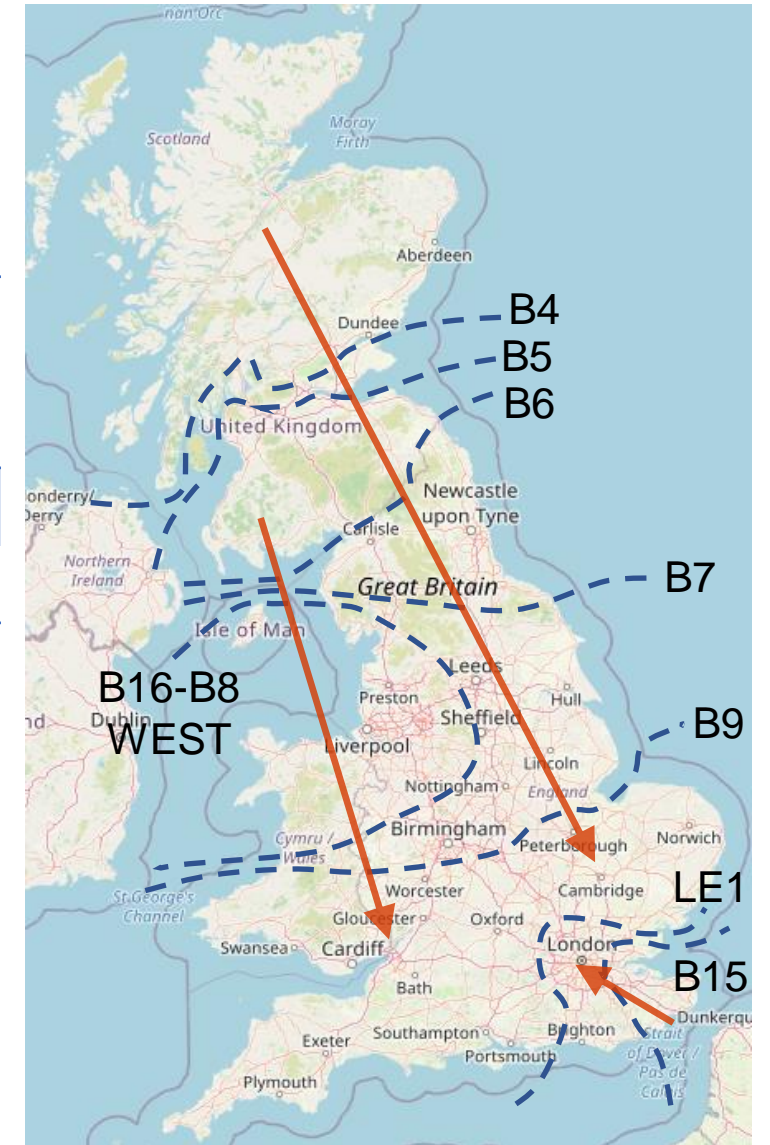 nan Orc
Moray
Firth
Scotland
Aberdeen
Dundee
B4
B5
B6
United Kingdom
onderry/
Derry
Newcastle
upon Tyne
Carlisle
Northern
Ireland
Great Britain
B7
Isle of Man
Leeds
B16-B8
WEST
Preston
Hull
nd
Dublin
Sheffield
B9
Liverpool
Lincoln
Nottingham
England
Birmingham
Norwich
Cymru /
Wales
Peterborough
Worcester
Cambridge
LE1
St George's
Channel
Gloucester
Oxford
Swansea
Cardiff
London
B15
Bath
Dunkerqu
Southampton
Brighton
Strait
of Dover /
Pas de
Calais
Exeter
Portsmouth
Plymouth